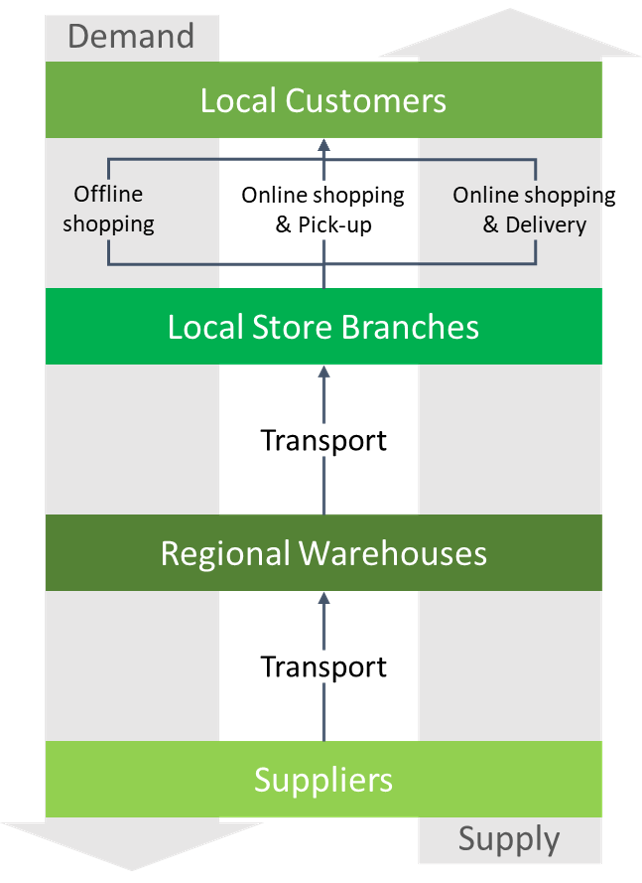 Demand
Local Customers
Offline
shopping
Online shopping
& Pick-up
Online shopping
& Delivery
Local Store Branches
Transport
Regional Warehouses
Transport
Suppliers
Supply